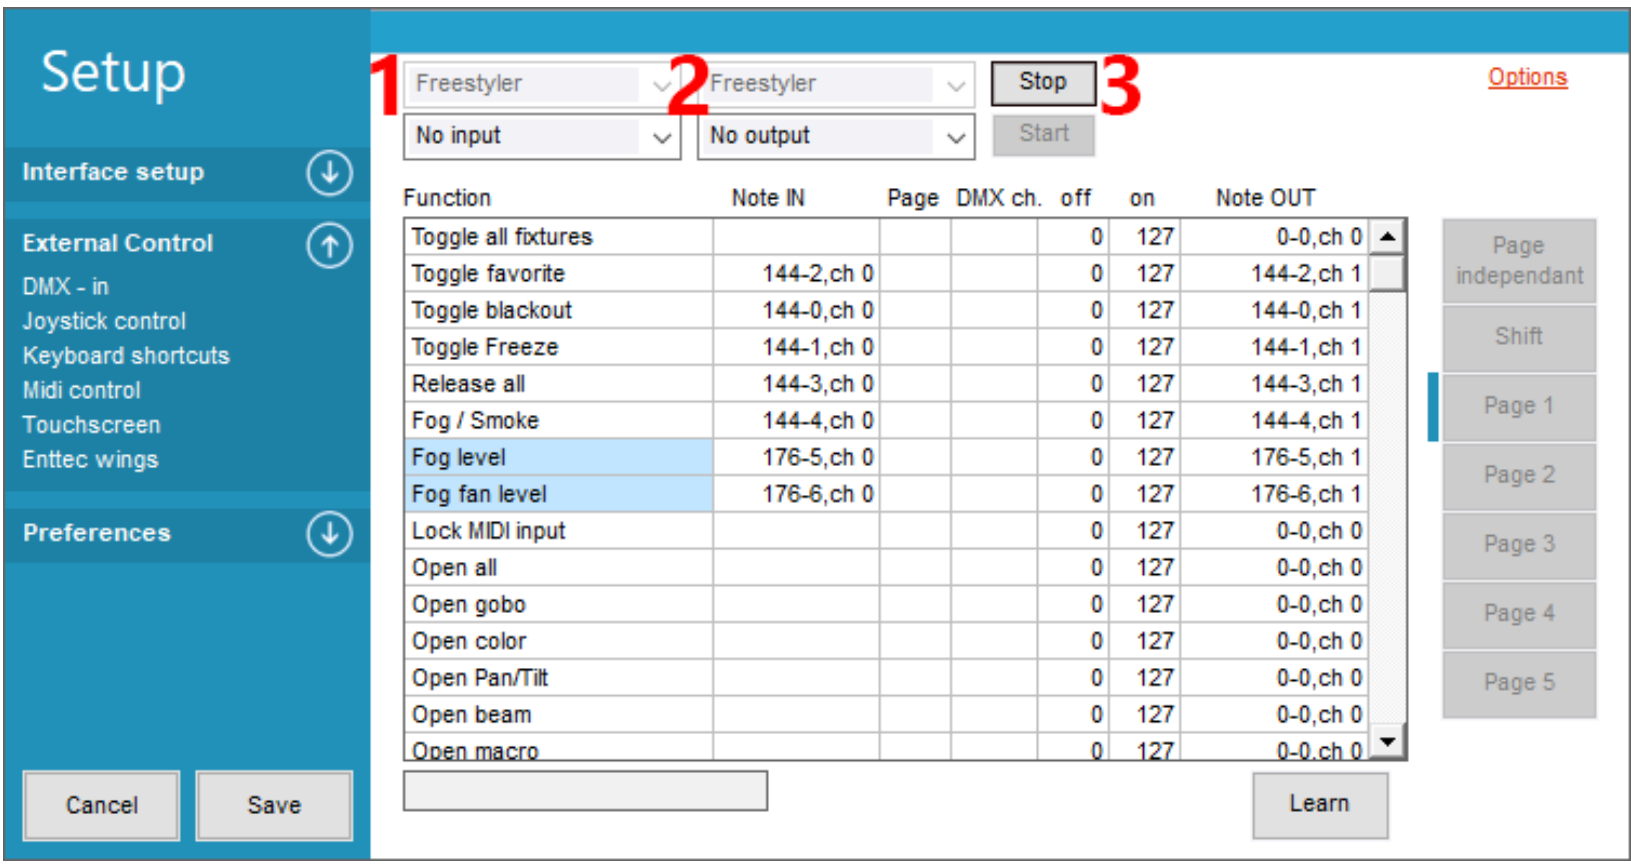 Setup
Interface setup
External Control
DMX - in
Joystick control
Keyboard shortcuts
Midi control
Touchscreen
Enttec wings
Preferences
Cancel Save
1 Freestyler 2 Freestyler Stop 3 Options
No input No output Start
Function Note IN Page DMX ch. off on Note OUT
Toggle all fixtures 0 127 0-0,ch 0
Toggle favorite 144-2,ch 0 0 127 144-2,ch 1
Toggle blackout 144-0,ch 0 0 127 144-0,ch 1
Toggle Freeze 144-1,ch 0 0 127 144-1,ch 1
Release all 144-3,ch 0 0 127 144-3,ch 1
Fog / Smoke 144-4,ch 0 0 127 144-4,ch 1
Fog level 176-5,ch 0 0 127 176-5,ch 1
Fog fan level 176-6,ch 0 0 127 176-6,ch 1
Lock MIDI input 0 127 0-0,ch 0
Open all 0 127 0-0,ch 0
Open gobo 0 127 0-0,ch 0
Open color 0 127 0-0,ch 0
Open Pan/Tilt 0 127 0-0,ch 0
Open beam 0 127 0-0,ch 0
Open macro 0 127 0-0,ch 0
Page
independant
Shift
Page 1
Page 2
Page 3
Page 4
Page 5
Learn